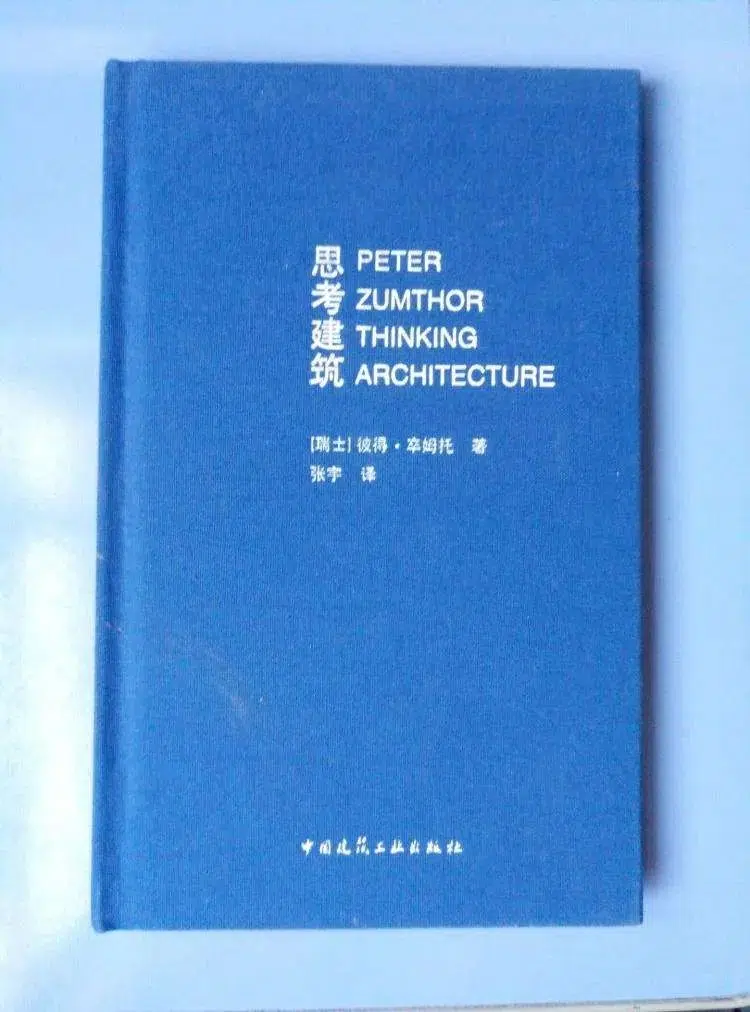 思考建筑
PETER
ZUMTHOR
THINKING
ARCHITECTURE
[瑞士] 彼得·卒姆托 著
张宇 译
中国建筑工业出版社